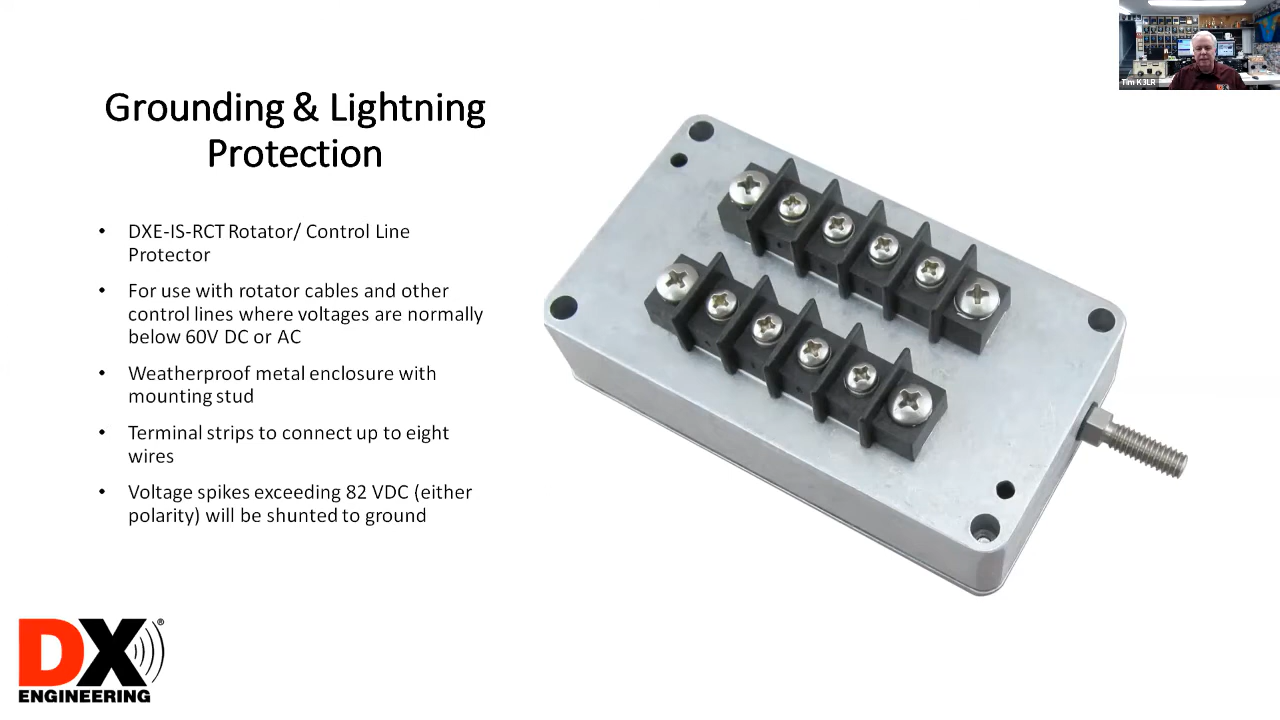 Tim K3LR
Grounding & Lightning
Protection
• DXE-IS-RCT Rotator/ Control Line
Protector
• For use with rotator cables and other
control lines where voltages are normally
below 60V DC or AC
• Weatherproof metal enclosure with
mounting stud
• Terminal strips to connect up to eight
wires
• Voltage spikes exceeding 82 VDC (either
polarity) will be shunted to ground
DX®
ENGINEERING